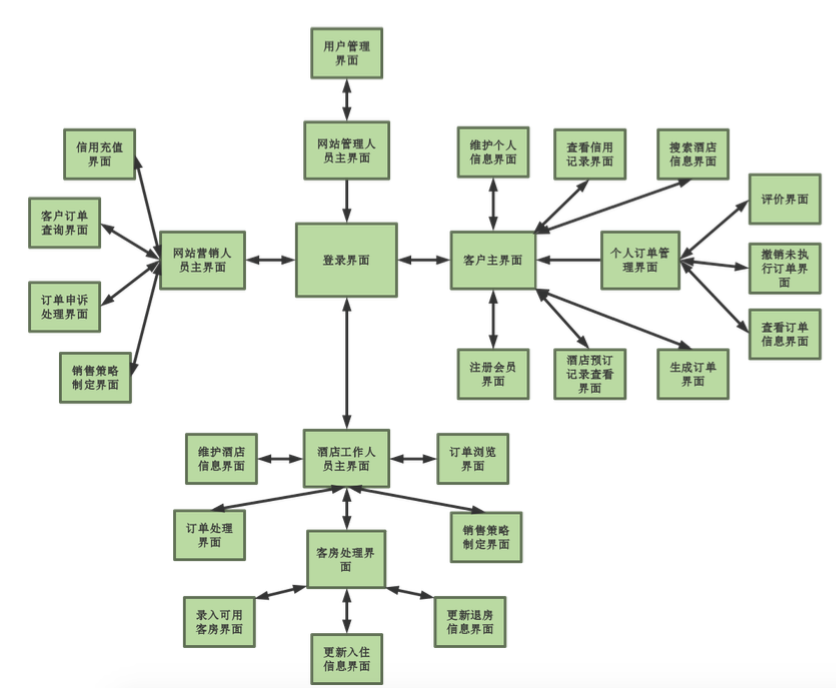 用户管理
界面
网站管理人
员主界面
信用充值
界面
维护个人
信息界面
查看信用
记录界面
搜索酒店
信息界面
评价界面
客户订单
查询界面
网站营销人
员主界面
登录界面
客户主界面
个人订单管
理界面
撤销未执
行订单界
面
订单申诉
处理界面
查看订单
信息界面
销售策略
制定界面
注册会员
界面
酒店预订
记录查看
界面
生成订单
界面
维护酒店
信息界面
酒店工作人
员主界面
订单浏览
界面
订单处理
界面
客房处理界
面
销售策略
制定界面
录入可用
客房界面
更新入住
信息界面
更新退房
信息界面